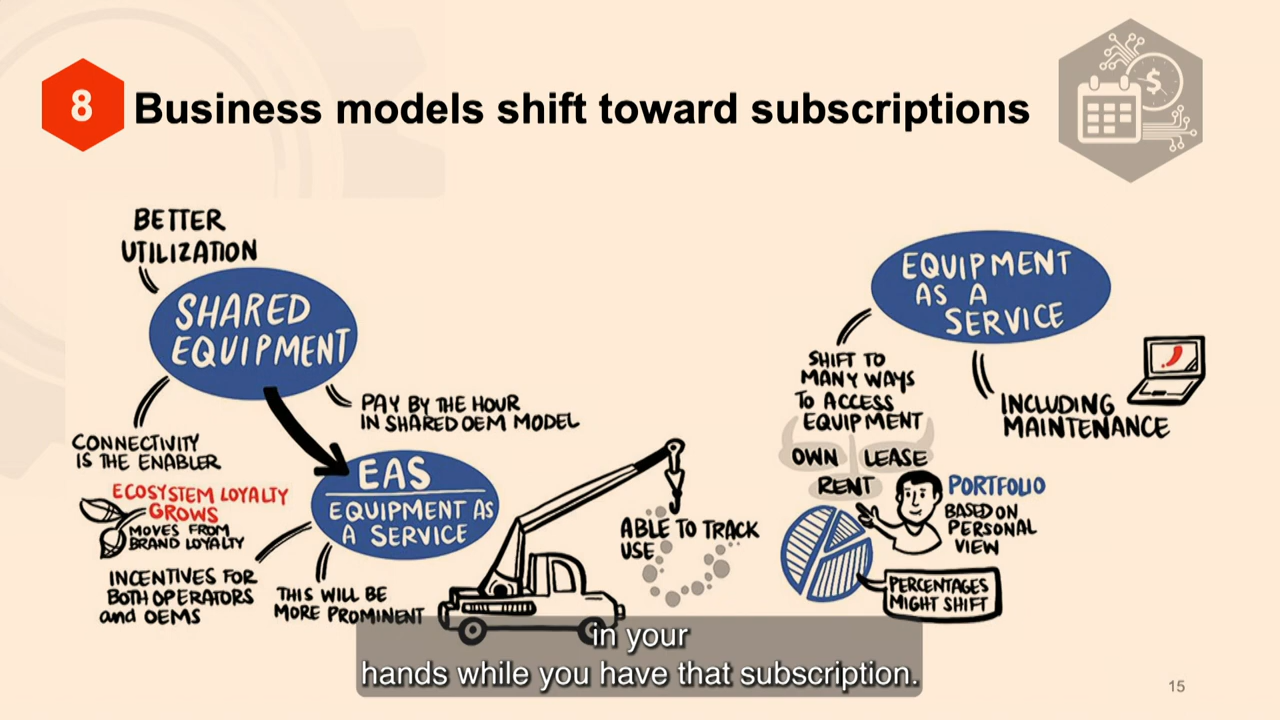 8
Business models shift toward subscriptions
$
BETTER
UTILIZATION
SHARED
EQUIPMENT
PAY BY THE HOUR
IN SHARED OEM MODEL
CONNECTIVITY
IS THE ENABLER
ECOSYSTEM LOYALTY
GROWS
MOVES FROM
BRAND LOYALTY
EAS
EQUIPMENT AS
A SERVICE
INCENTIVES FOR
BOTH OPERATORS
and OEMS
THIS WILL BE
MORE PROMINENT
ABLE TO TRACK
USE
EQUIPMENT
AS A
SERVICE
SHIFT TO
MANY WAYS
TO ACCESS
EQUIPMENT
OWN LEASE
RENT
INCLUDING
MAINTENANCE
PORTFOLIO
BASED ON
PERSONAL
VIEW
PERCENTAGES
MIGHT SHIFT
in your
hands while you have that subscription.
15